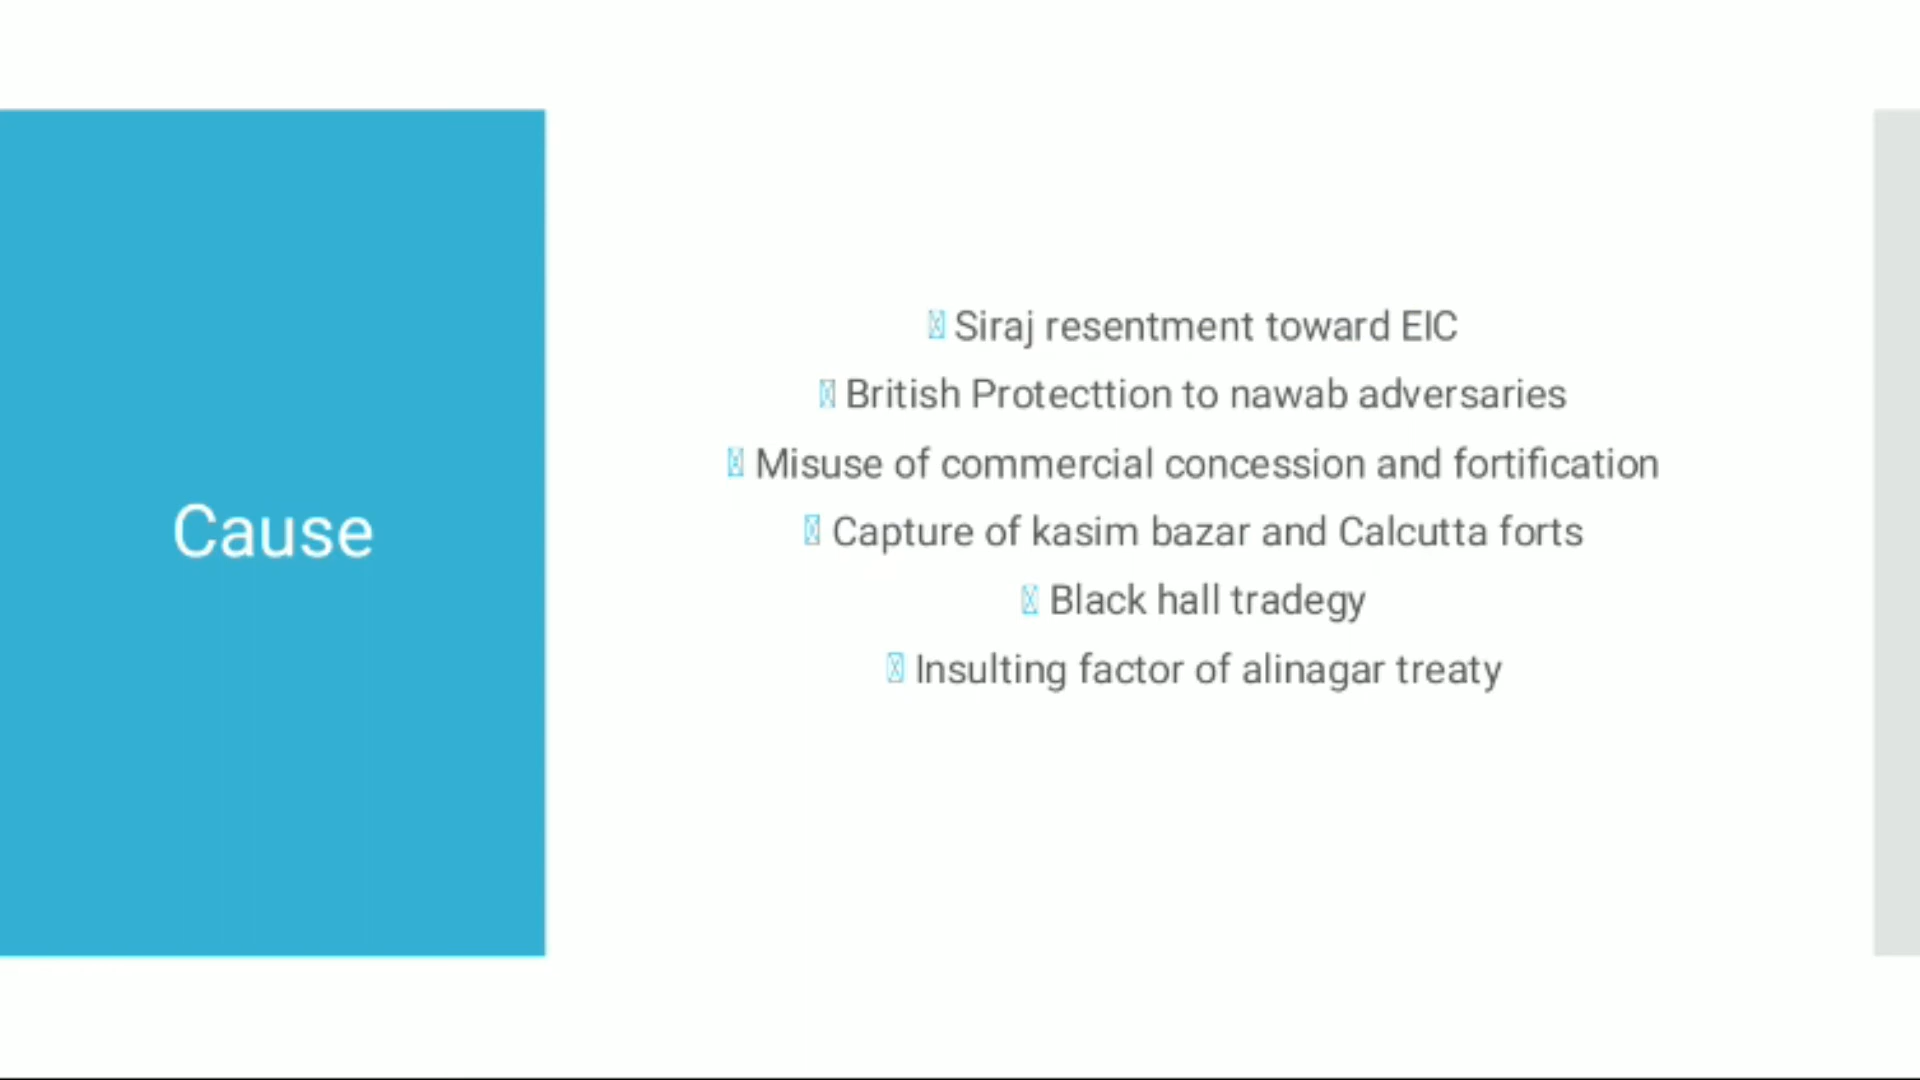 Cause
Siraj resentment toward EIC
British Protecttion to nawab adversaries
Misuse of commercial concession and fortification
Capture of kasim bazar and Calcutta forts
Black hall tradegy
Insulting factor of alinagar treaty